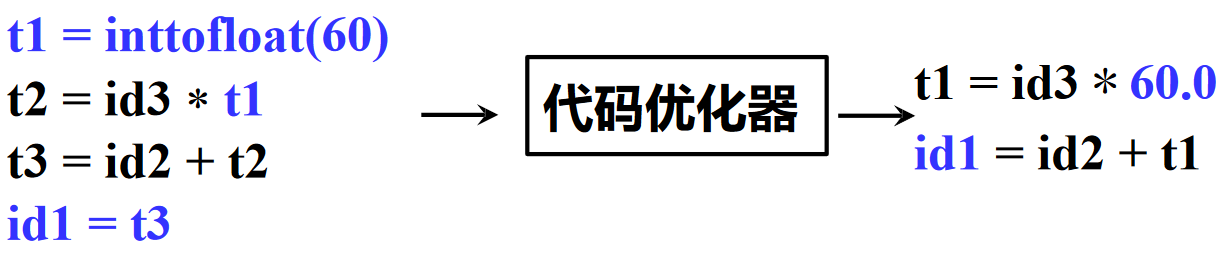 t1 = inttofloat(60)
t2 = id3 * t1
t3 = id2 + t2
id1 = t3
代码优化器
t1 = id3 * 60.0
id1 = id2 + t1